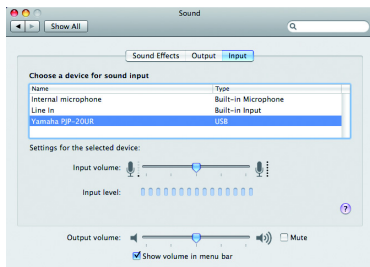 Sound
Show All
Sound Effects Output Input
Choose a device for sound input
Name Type
Internal microphone Built-in Microphone
Line In Built-in Input
Yamaha PJP-20UR USB
Settings for the selected device:
Input volume:
Input level:
?
Output volume: Mute
Show volume in menu bar